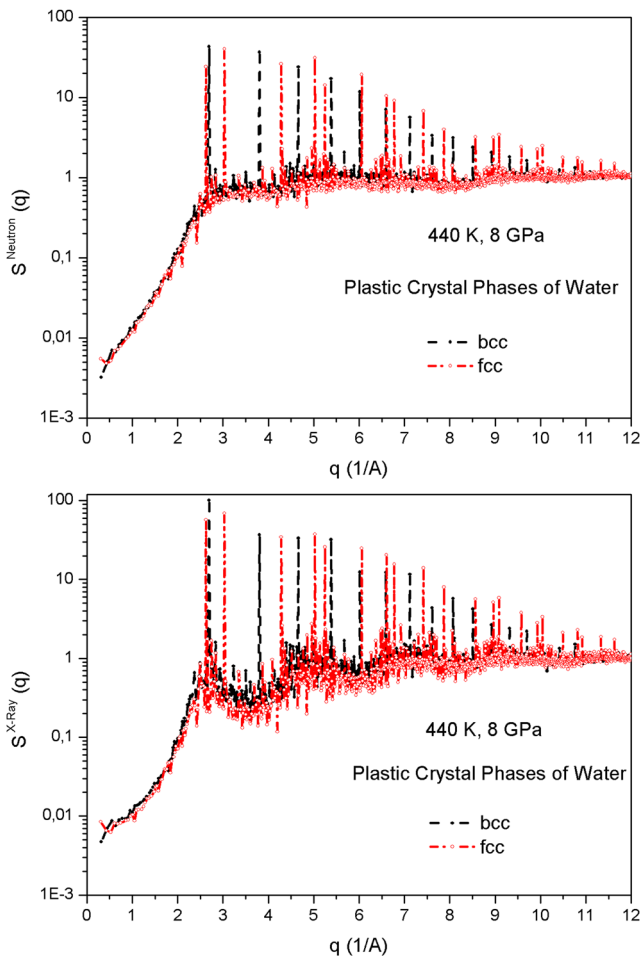 100
10
1
0,1
0,01
1E-3
S Neutron (q)
440 K, 8 GPa
Plastic Crystal Phases of Water
bcc
fcc
0 1 2 3 4 5 6 7 8 9 10 11 12
q (1/A)
100
10
1
0,1
0,01
1E-3
S X-Ray (q)
440 K, 8 GPa
Plastic Crystal Phases of Water
bcc
fcc
0 1 2 3 4 5 6 7 8 9 10 11 12
q (1/A)